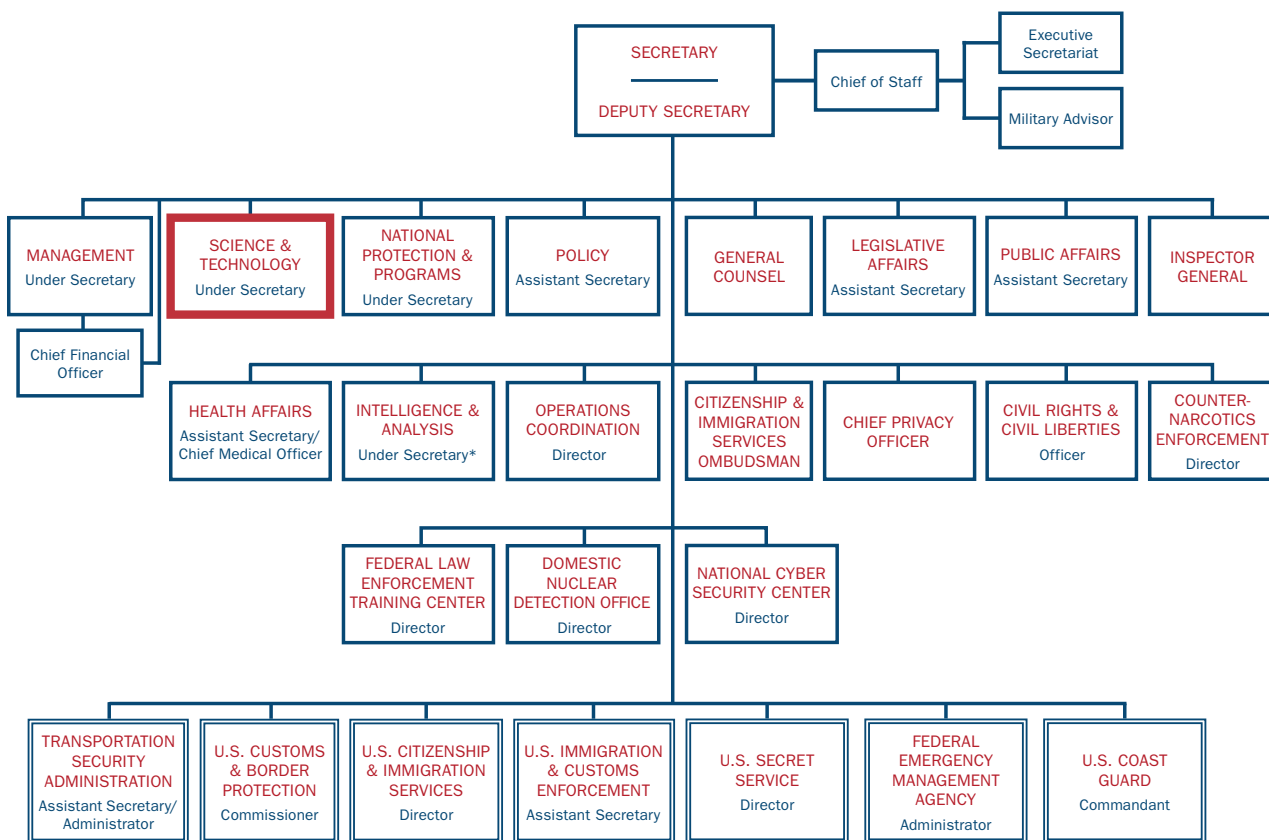 SECRETARY
DEPUTY SECRETARY
Chief of Staff
Executive
Secretariat
Military Advisor
MANAGEMENT
Under Secretary
SCIENCE &
TECHNOLOGY
Under Secretary
NATIONAL
PROTECTION &
PROGRAMS
Under Secretary
POLICY
Assistant Secretary
GENERAL
COUNSEL
LEGISLATIVE
AFFAIRS
Assistant Secretary
PUBLIC AFFAIRS
Assistant Secretary
INSPECTOR
GENERAL
Chief Financial
Officer
HEALTH AFFAIRS
Assistant Secretary/
Chief Medical Officer
INTELLIGENCE &
ANALYSIS
Under Secretary*
OPERATIONS
COORDINATION
Director
CITIZENSHIP &
IMMIGRATION
SERVICES
OMBUDSMAN
CHIEF PRIVACY
OFFICER
CIVIL RIGHTS &
CIVIL LIBERTIES
Officer
COUNTER-
NARCOTICS
ENFORCEMENT
Director
FEDERAL LAW
ENFORCEMENT
TRAINING CENTER
Director
DOMESTIC
NUCLEAR
DETECTION OFFICE
Director
NATIONAL CYBER
SECURITY CENTER
Director
TRANSPORTATION
SECURITY
ADMINISTRATION
Assistant Secretary/
Administrator
U.S. CUSTOMS
& BORDER
PROTECTION
Commissioner
U.S. CITIZENSHIP
& IMMIGRATION
SERVICES
Director
U.S. IMMIGRATION
& CUSTOMS
ENFORCEMENT
Assistant Secretary
U.S. SECRET
SERVICE
Director
FEDERAL
EMERGENCY
MANAGEMENT
AGENCY
Administrator
U.S. COAST
GUARD
Commandant